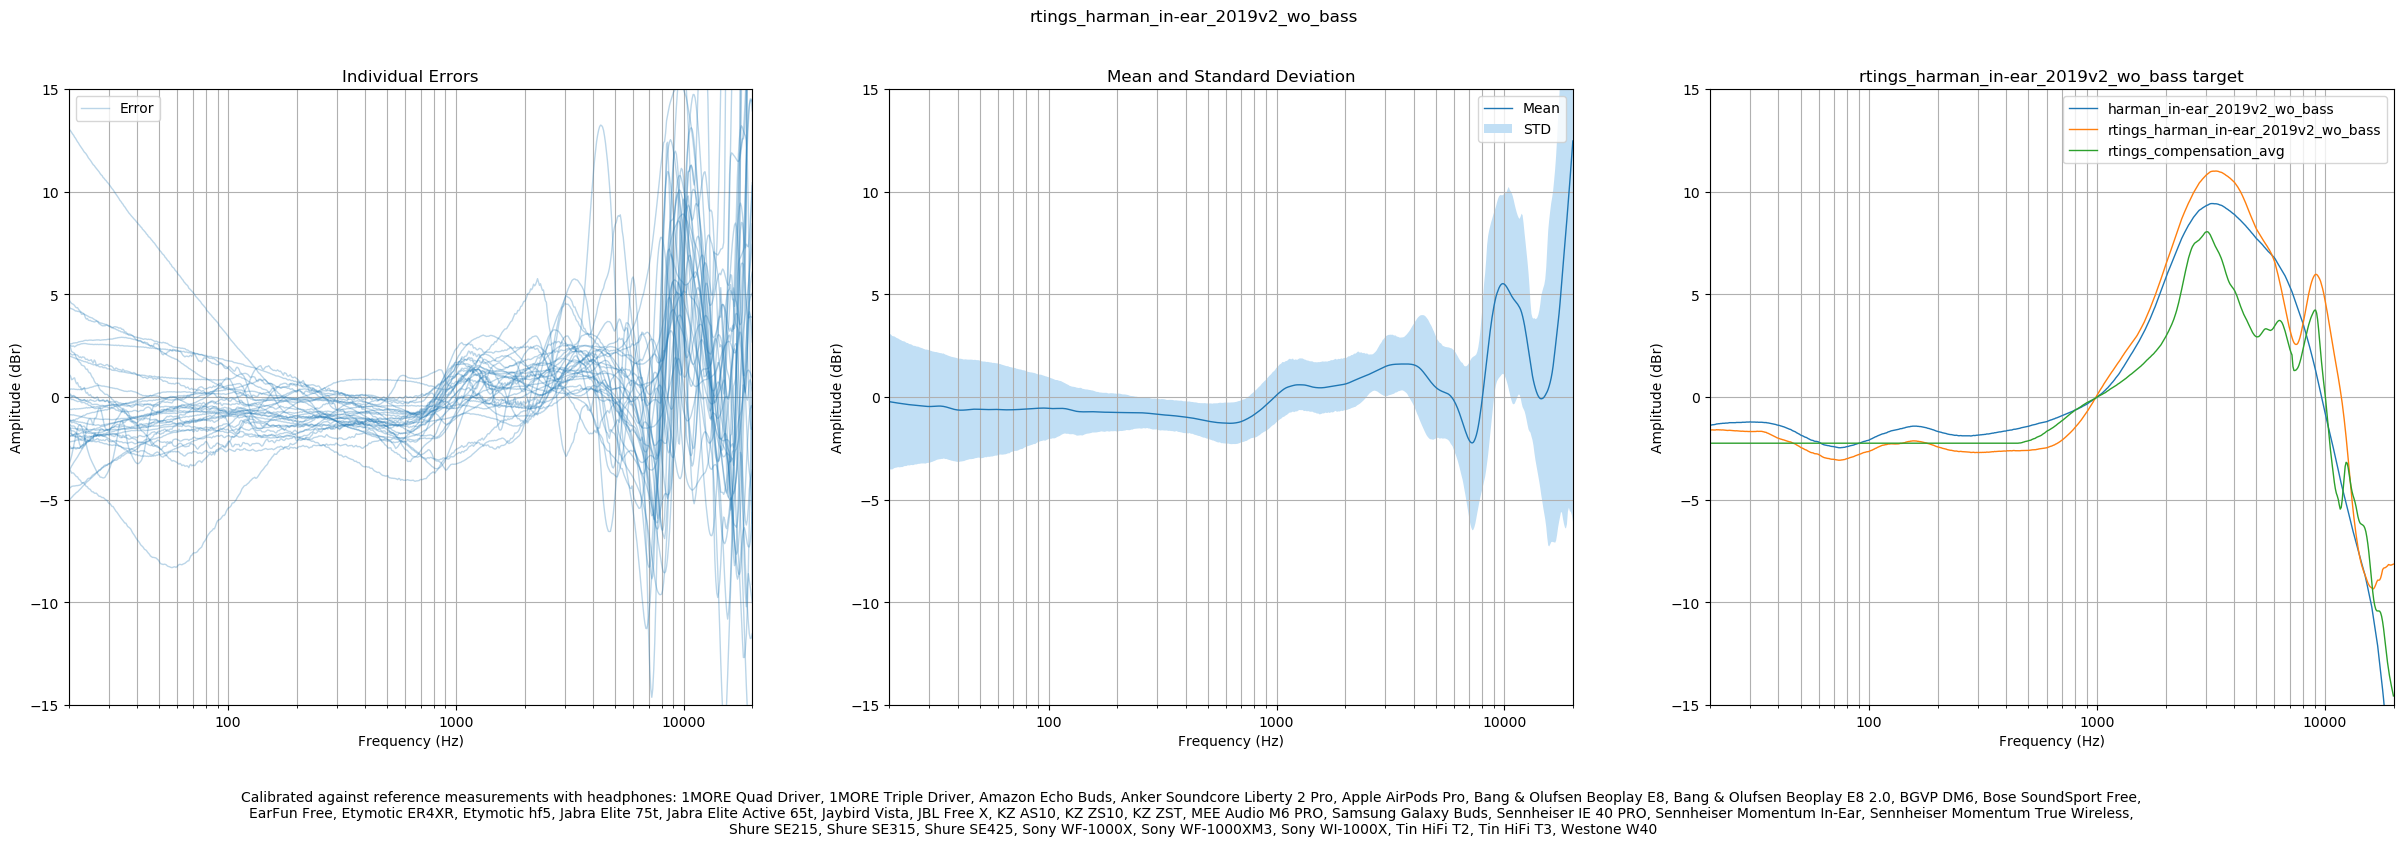 rtings_harman_in-ear_2019v2_wo_bass
Individual Errors
Error
15
10
5
0
−5
−10
−15
100
1000
10000
Amplitude (dBr)
Frequency (Hz)
Mean and Standard Deviation
Mean
STD
15
10
5
0
−5
−10
−15
100
1000
10000
Amplitude (dBr)
Frequency (Hz)
rtings_harman_in-ear_2019v2_wo_bass target
harman_in-ear_2019v2_wo_bass
rtings_harman_in-ear_2019v2_wo_bass
rtings_compensation_avg
15
10
5
0
−5
−10
−15
100
1000
10000
Amplitude (dBr)
Frequency (Hz)
Calibrated against reference measurements with headphones: 1MORE Quad Driver, 1MORE Triple Driver, Amazon Echo Buds, Anker Soundcore Liberty 2 Pro, Apple AirPods Pro, Bang & Olufsen Beoplay E8, Bang & Olufsen Beoplay E8 2.0, BGVP DM6, Bose SoundSport Free,
EarFun Free, Etymotic ER4XR, Etymotic hf5, Jabra Elite 75t, Jabra Elite Active 65t, Jaybird Vista, JBL Free X, KZ AS10, KZ ZS10, KZ ZST, MEE Audio M6 PRO, Samsung Galaxy Buds, Sennheiser IE 40 PRO, Sennheiser Momentum In-Ear, Sennheiser Momentum True Wireless,
Shure SE215, Shure SE315, Shure SE425, Sony WF-1000X, Sony WF-1000XM3, Sony WI-1000X, Tin HiFi T2, Tin HiFi T3, Westone W40